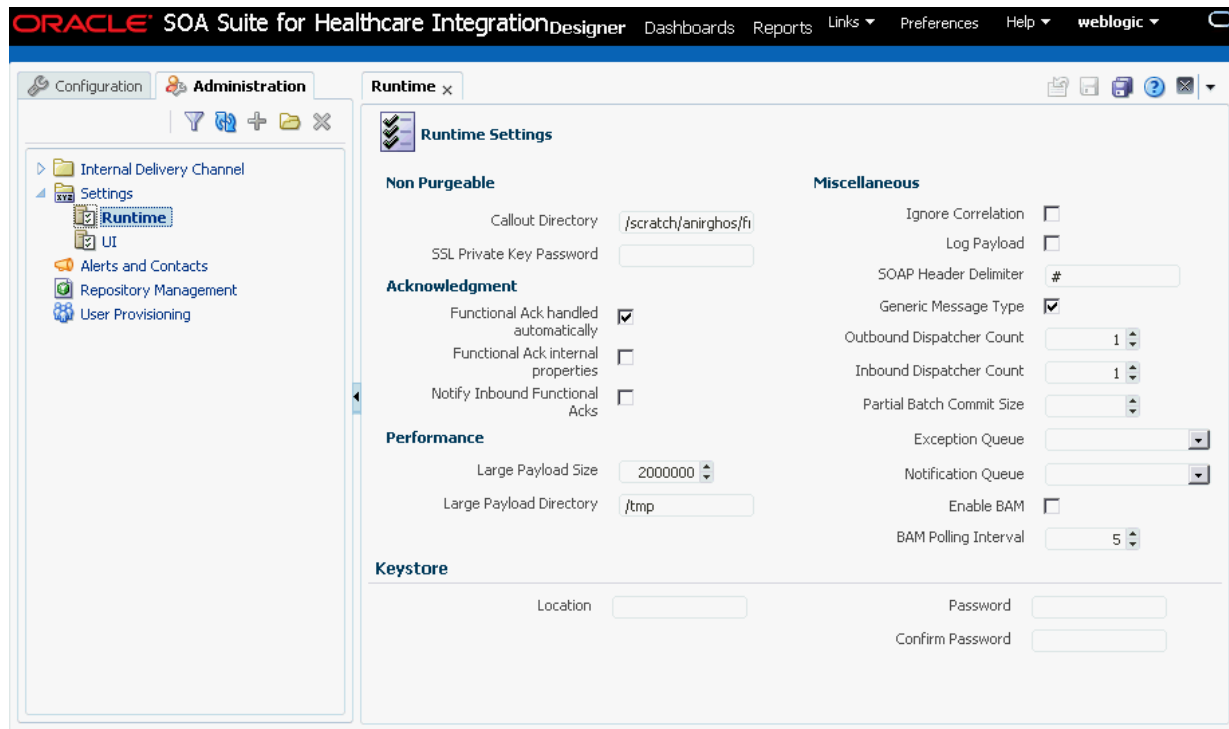 ORACLE SOA Suite for Healthcare Integration Designer Dashboards Reports Links Preferences Help weblogic
Configuration Administration
Runtime
Internal Delivery Channel
Settings
XYZ
Runtime
UI
Alerts and Contacts
Repository Management
User Provisioning
Runtime Settings
Non Purgeable
Callout Directory /scratch/anirghos/
SSL Private Key Password
Acknowledgment
Functional Ack handled
automatically
Functional Ack internal
properties
Notify Inbound Functional
Acks
Performance
Large Payload Size 2000000
Large Payload Directory /tmp
Miscellaneous
Ignore Correlation
Log Payload
SOAP Header Delimiter #
Generic Message Type
Outbound Dispatcher Count 1
Inbound Dispatcher Count 1
Partial Batch Commit Size
Exception Queue
Notification Queue
Enable BAM
BAM Polling Interval 5
Keystore
Location
Password
Confirm Password